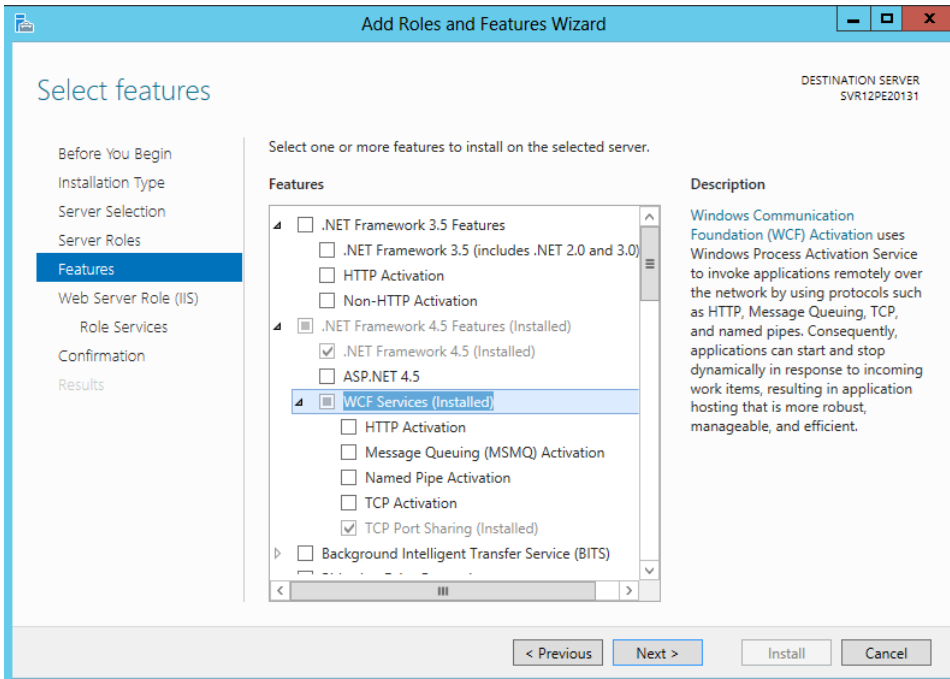 Add Roles and Features Wizard
Select features
DESTINATION SERVER
SVR12PE20131
Before You Begin
Installation Type
Server Selection
Server Roles
Features
Web Server Role (IIS)
Role Services
Confirmation
Results
Select one or more features to install on the selected server.
Features
.NET Framework 3.5 Features
.NET Framework 3.5 (includes .NET 2.0 and 3.0)
HTTP Activation
Non-HTTP Activation
.NET Framework 4.5 Features (Installed)
.NET Framework 4.5 (Installed)
ASP.NET 4.5
WCF Services (Installed)
HTTP Activation
Message Queuing (MSMQ) Activation
Named Pipe Activation
TCP Activation
TCP Port Sharing (Installed)
Background Intelligent Transfer Service (BITS)
Description
Windows Communication
Foundation (WCF) Activation uses
Windows Process Activation Service
to invoke applications remotely over
the network by using protocols such
as HTTP, Message Queuing, TCP,
and named pipes. Consequently,
applications can start and stop
dynamically in response to incoming
work items, resulting in application
hosting that is more robust,
manageable, and efficient.
< Previous
Next >
Install
Cancel